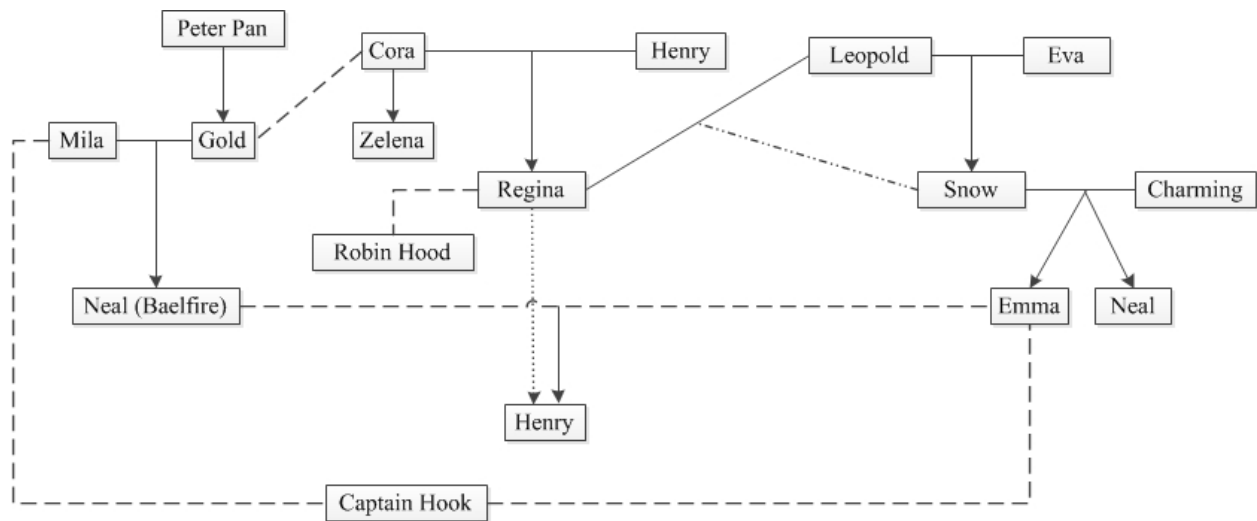 Peter Pan
Cora
Henry
Leopold
Eva
Mila
Gold
Zelena
Regina
Snow
Charming
Robin Hood
Neal (Baelfire)
Emma
Neal
Henry
Captain Hook